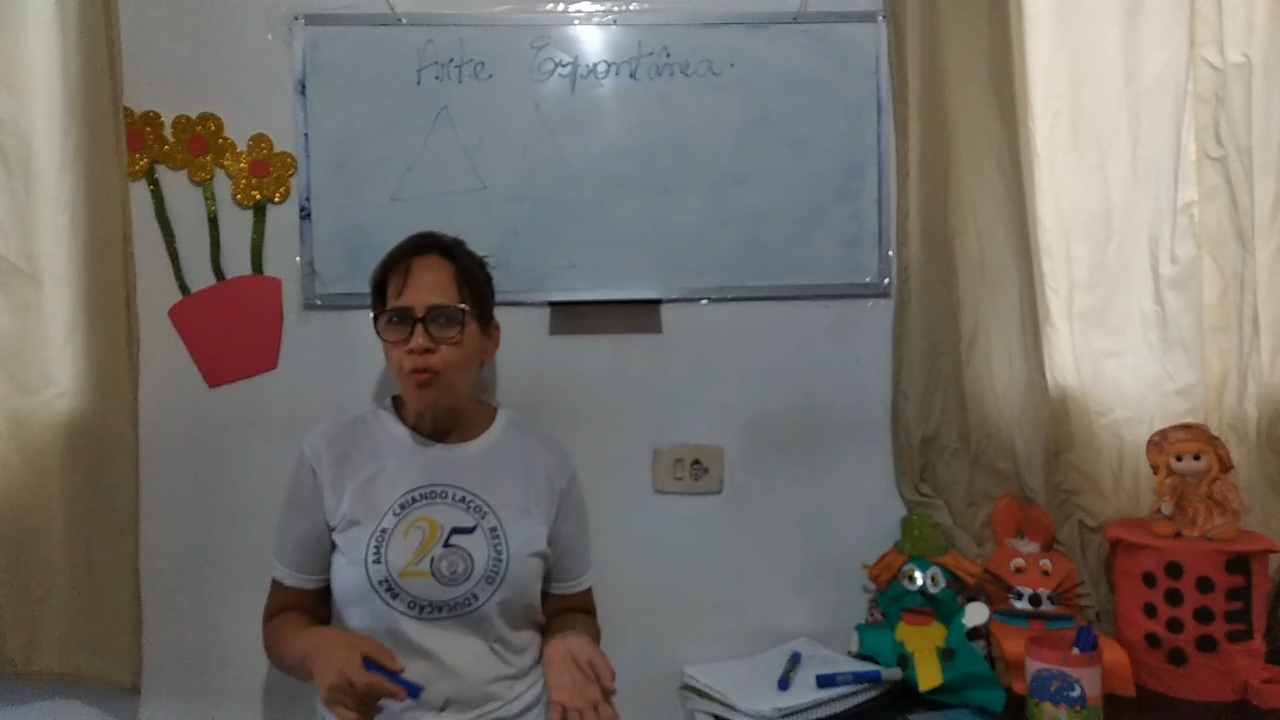 Arte Espontânea.
CRIANDO LAÇOS · RESPEITO · EDUCAÇÃO · PAZ · AMOR ·
25